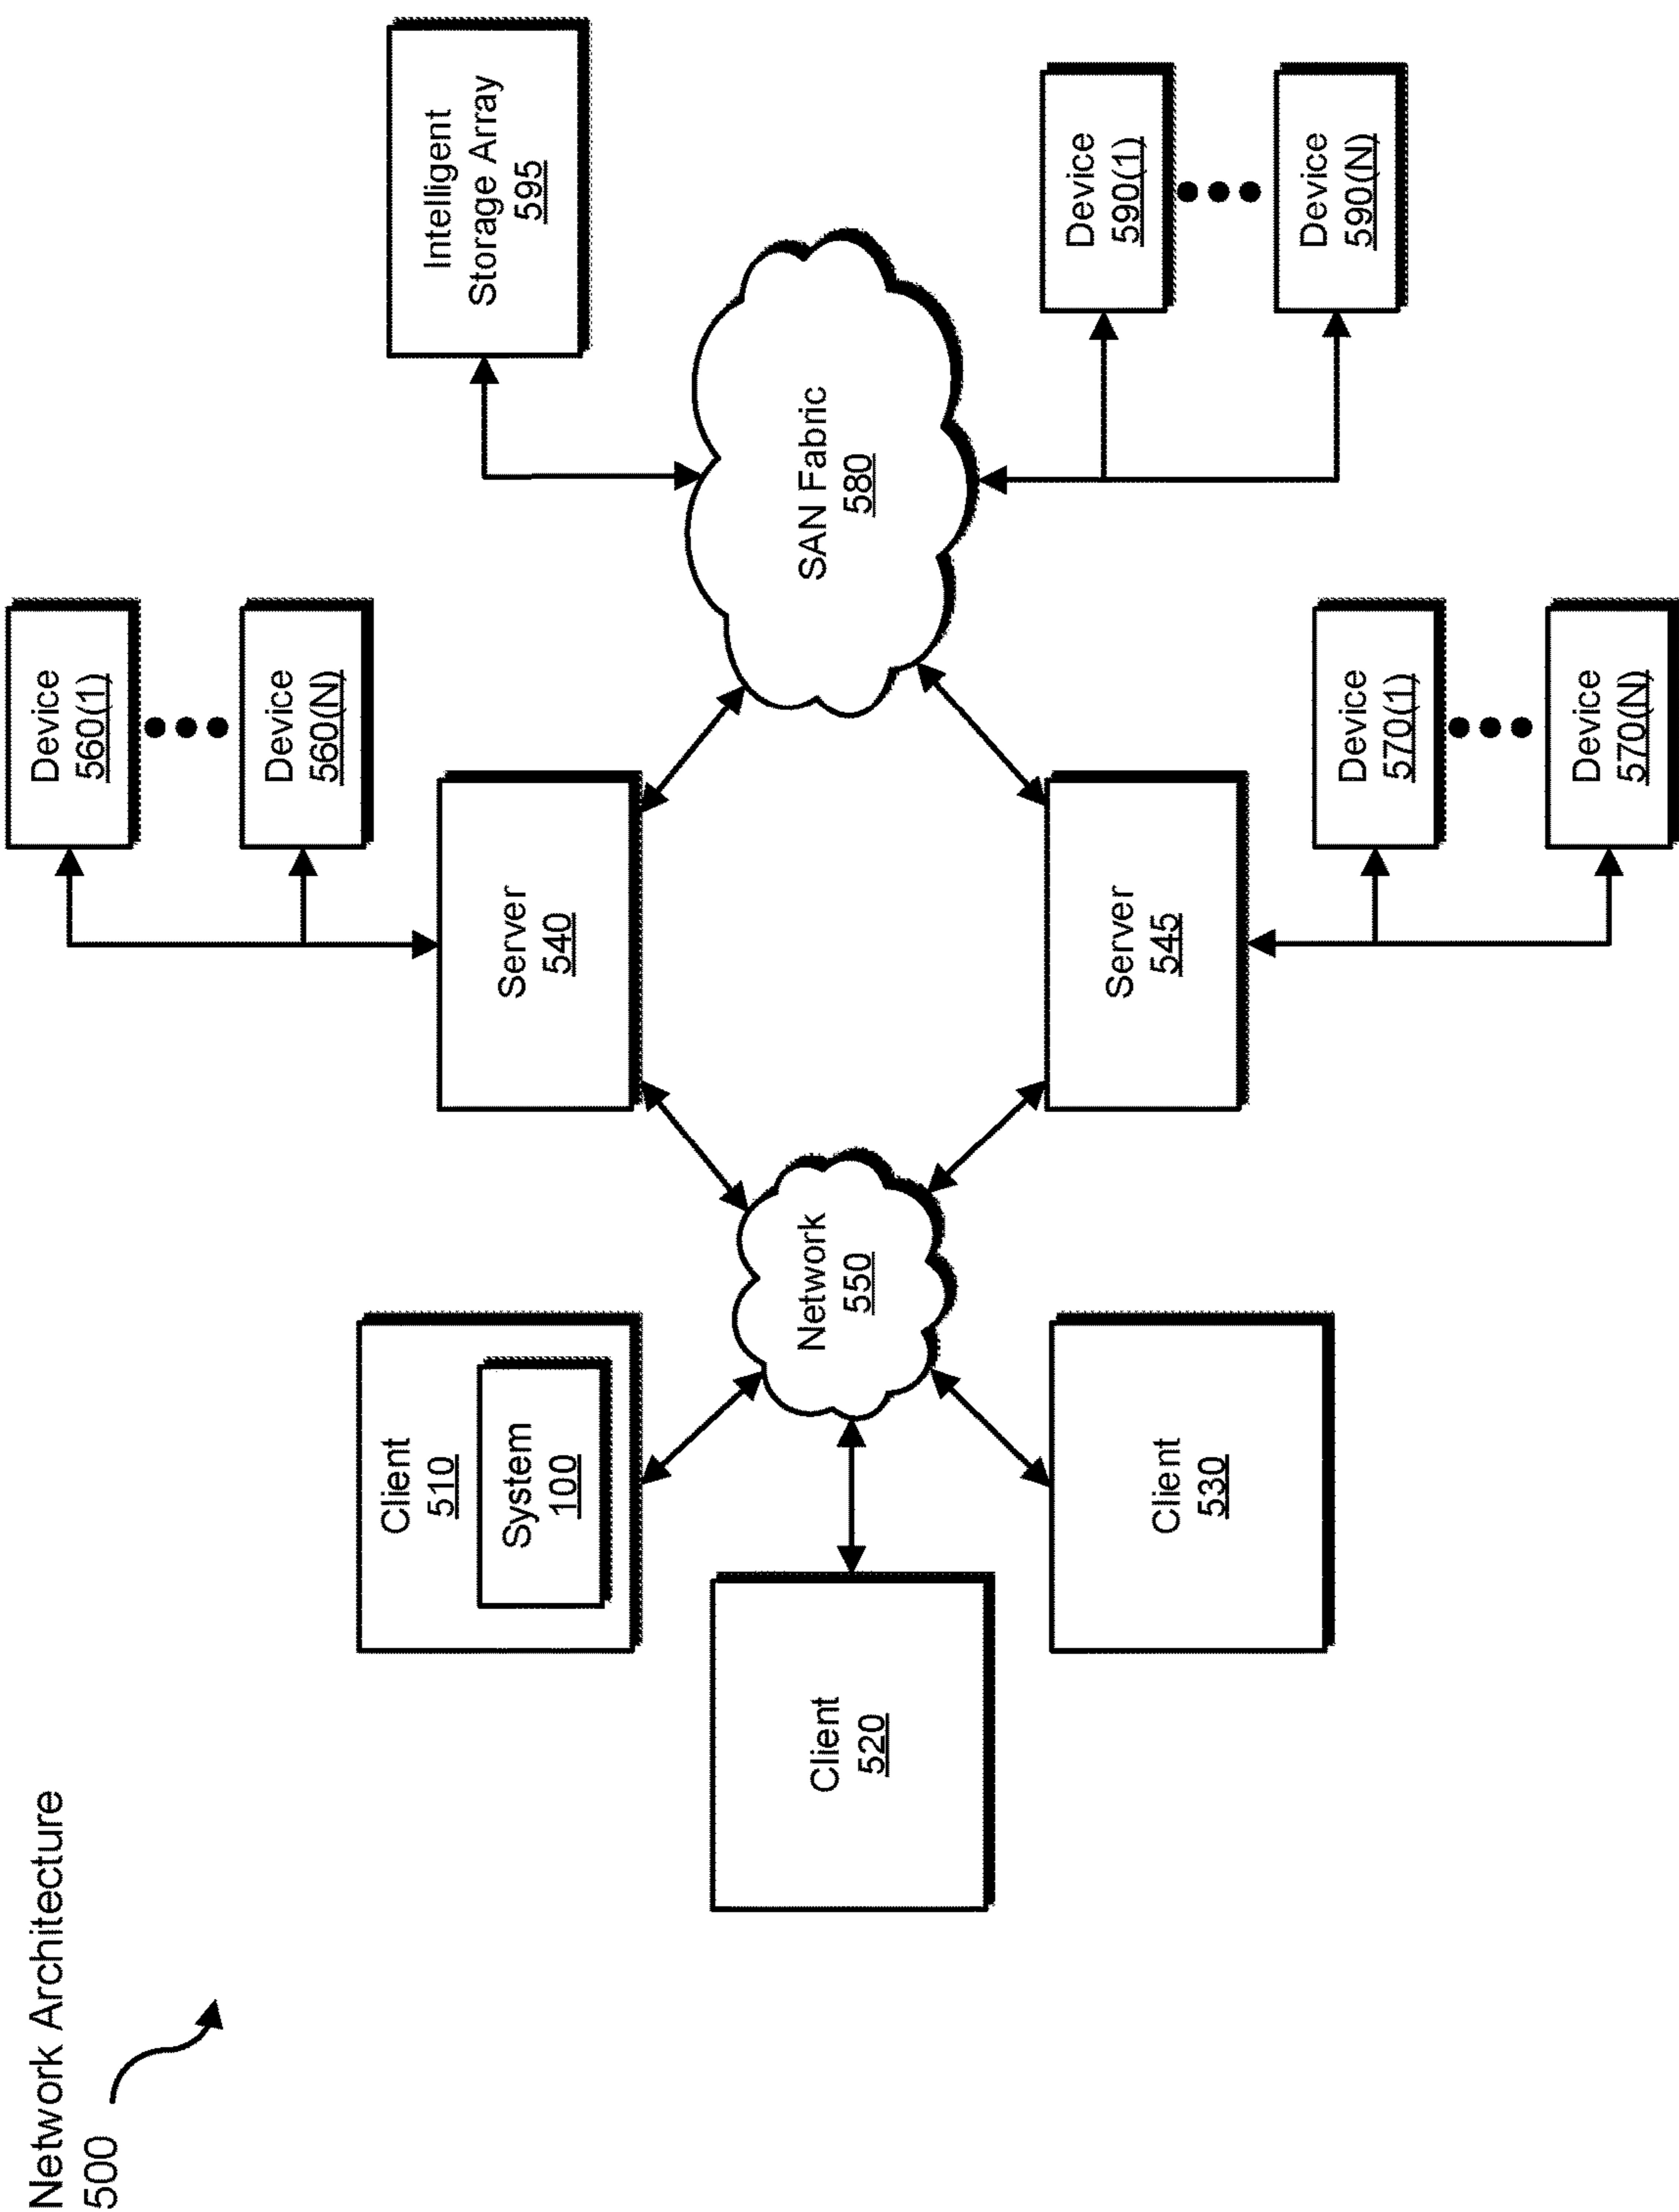 Network Architecture
500
Device
560(1)
Device
560(N)
Intelligent
Storage Array
595
Client
510
System
100
Server
540
Client
520
Network
550
SAN Fabric
580
Client
530
Server
545
Device
590(1)
Device
590(N)
Device
570(1)
Device
570(N)